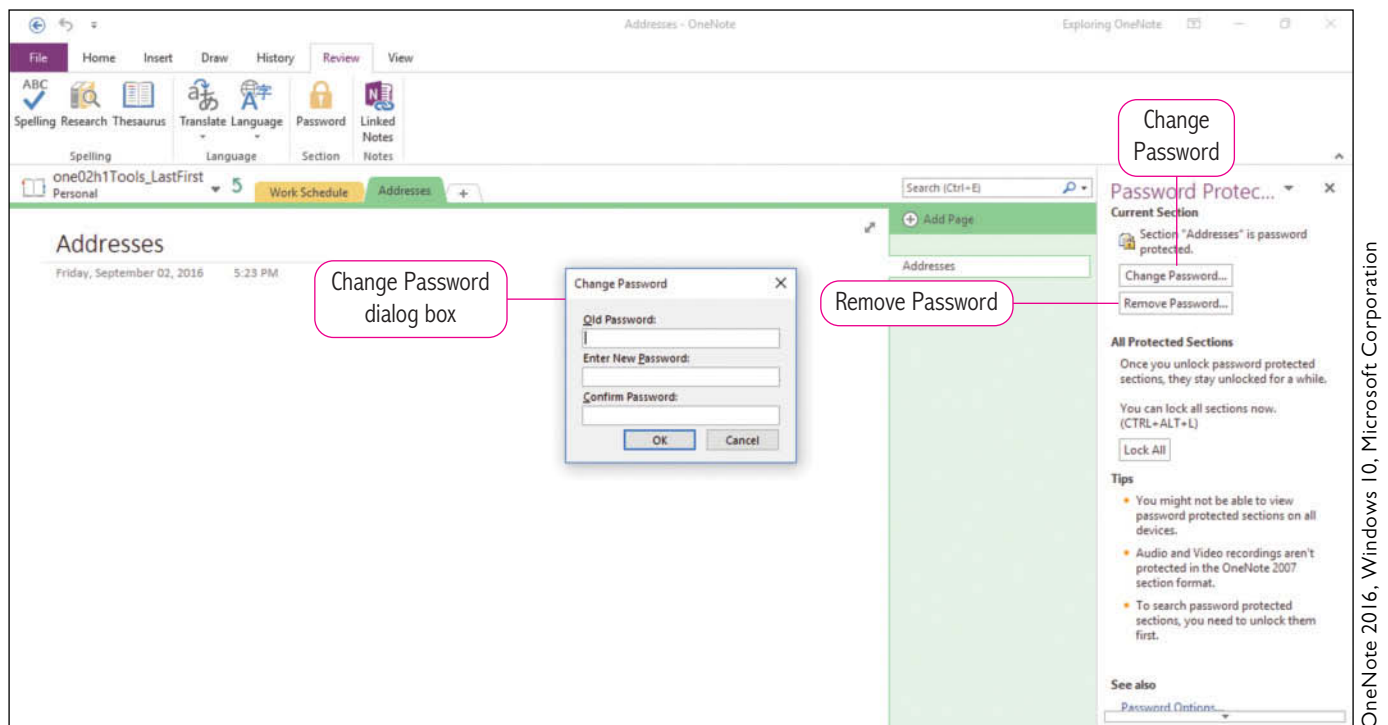 Addresses - OneNote
Exploring OneNote
File Home Insert Draw History Review View
ABC
Spelling Research Thesaurus Translate Language Password Linked Notes
Spelling Language Section Notes
one02h1Tools_LastFirst
Personal
5
Work Schedule
Addresses
+
Search (Ctrl+E)
Add Page
Addresses
Addresses
Friday, September 02, 2016 5:23 PM
Change Password
dialog box
Change Password
Old Password:
Enter New Password:
Confirm Password:
OK Cancel
Change
Password
Remove Password
Password Protec...
Current Section
Section "Addresses" is password
protected.
Change Password...
Remove Password...
All Protected Sections
Once you unlock password protected
sections, they stay unlocked for a while.
You can lock all sections now.
(CTRL+ALT+L)
Lock All
Tips
• You might not be able to view
password protected sections on all
devices.
• Audio and Video recordings aren't
protected in the OneNote 2007
section format.
• To search password protected
sections, you need to unlock them
first.
See also
Password Options...
OneNote 2016, Windows 10, Microsoft Corporation